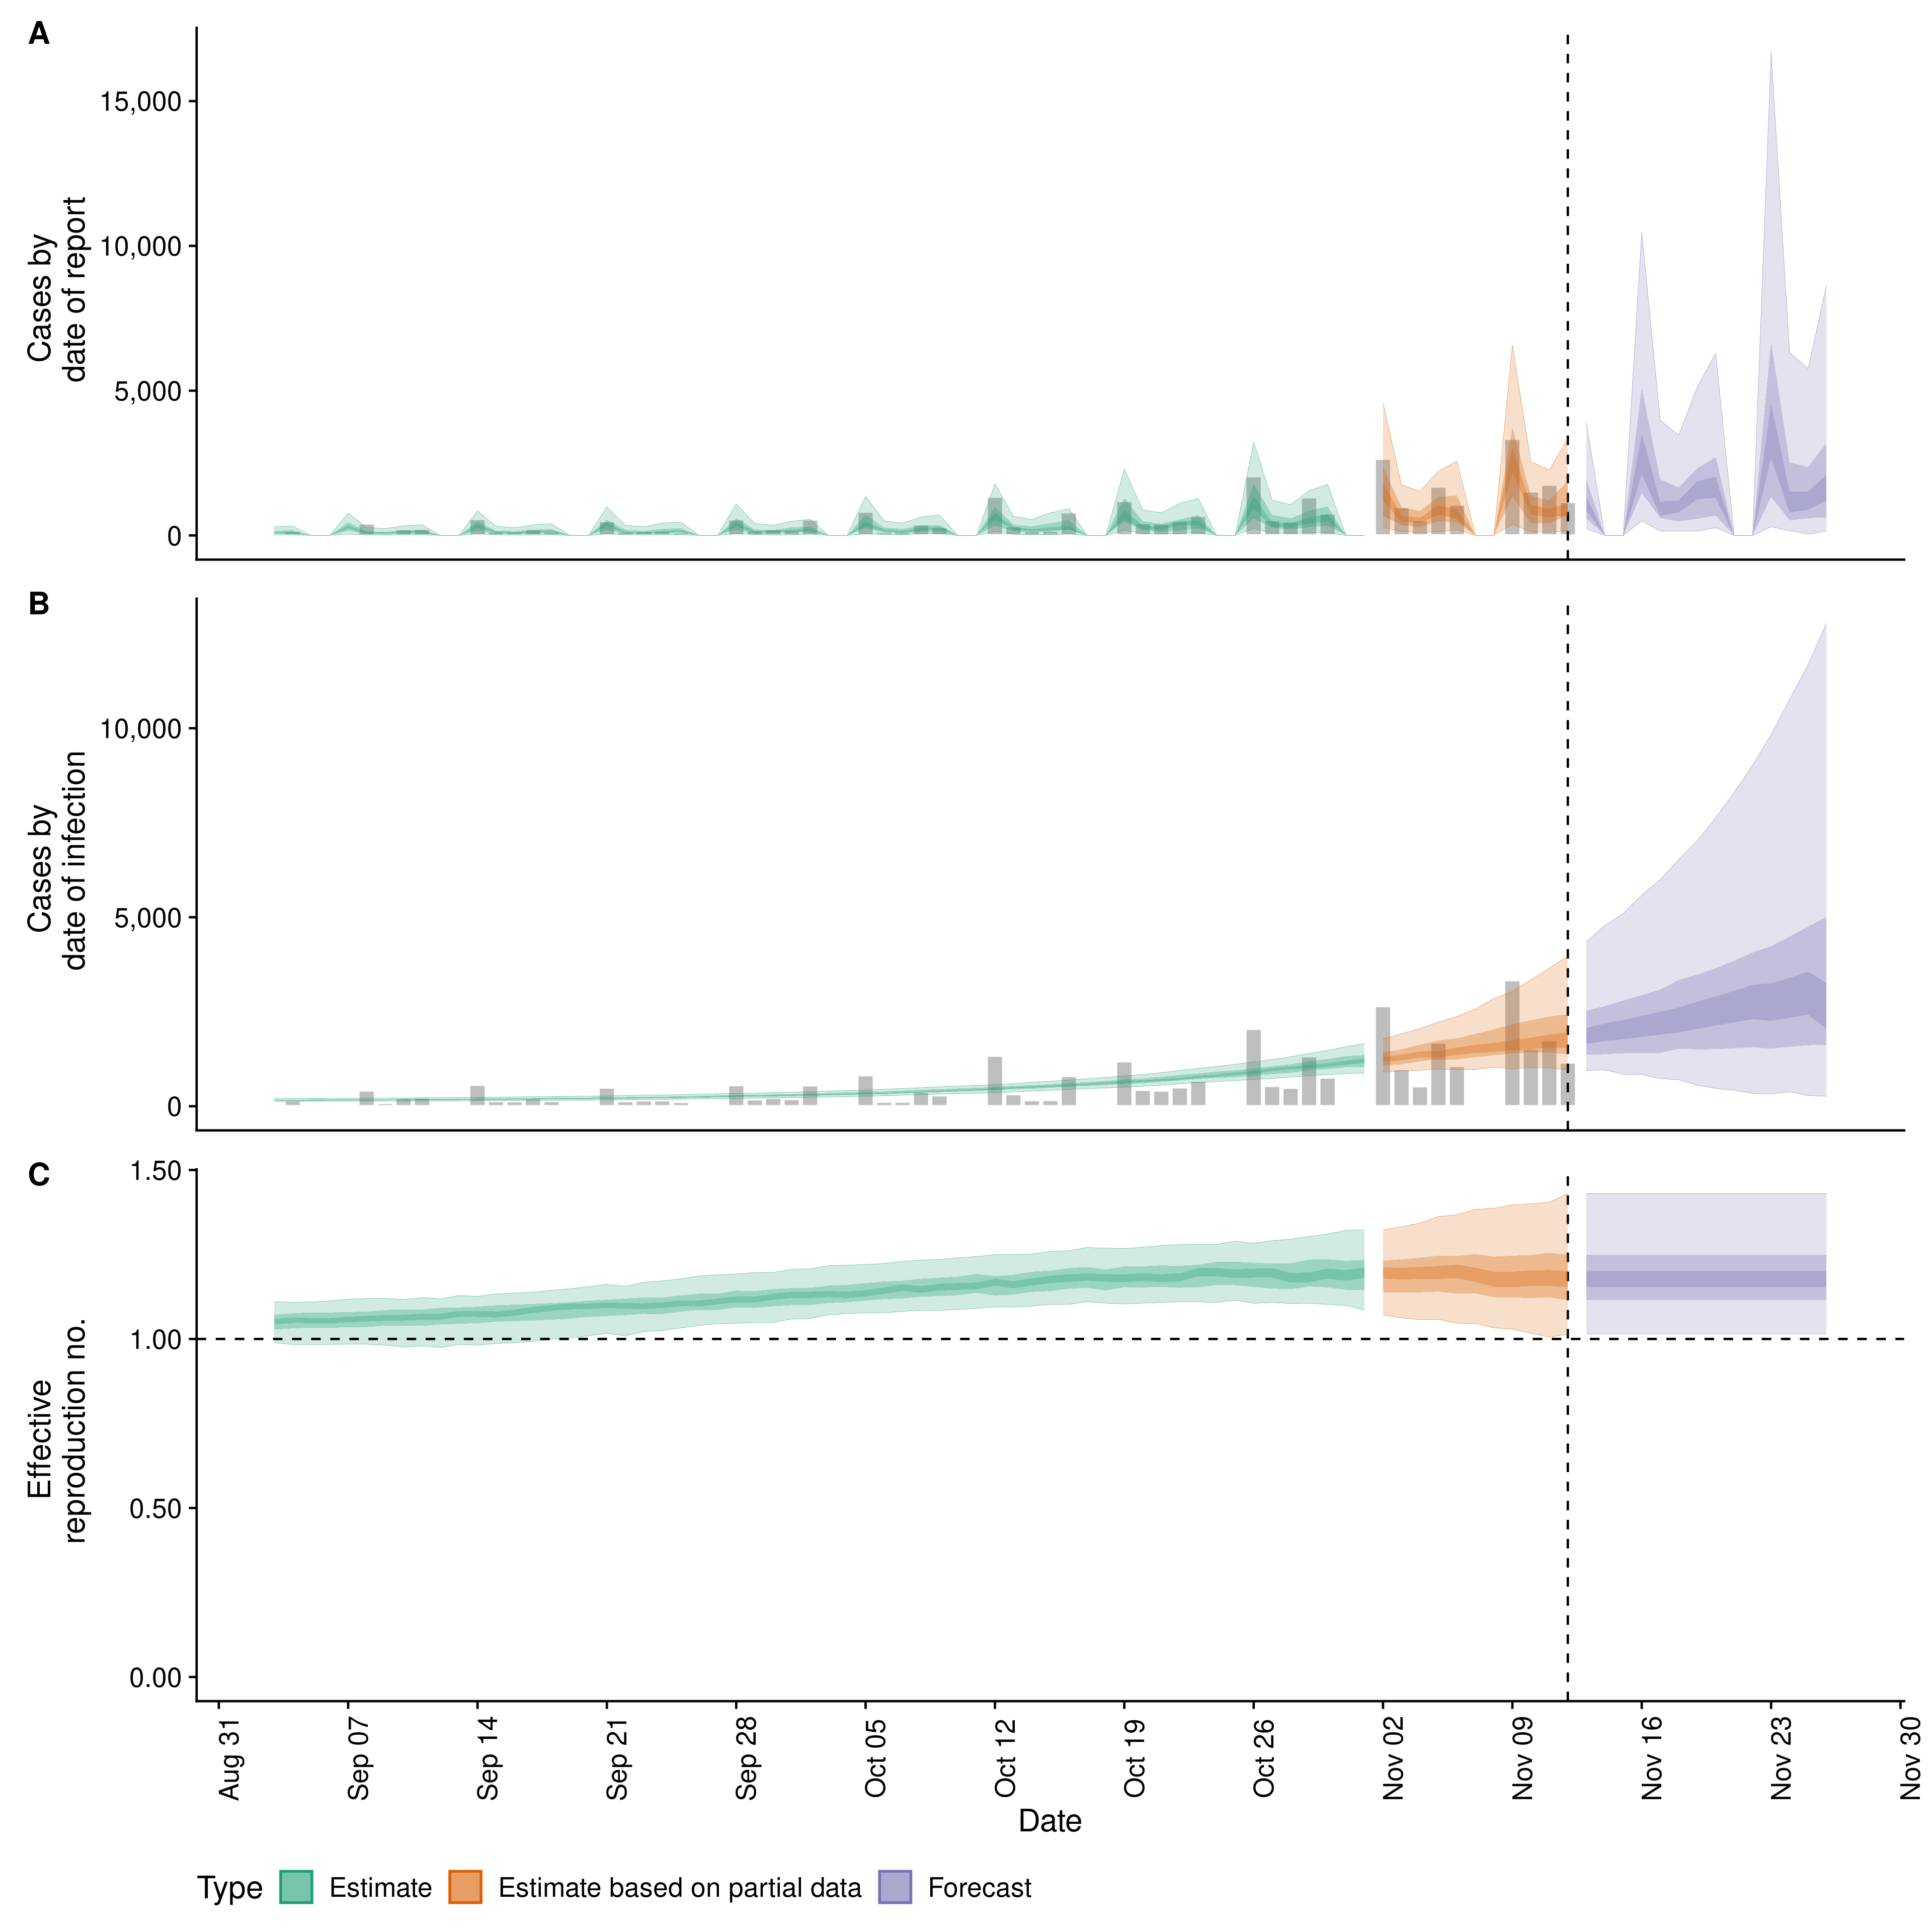 A
Cases by
date of report
15,000
10,000
5,000
0
B
Cases by
date of infection
10,000
5,000
0
C
Effective
reproduction no.
1.50
1.00
0.50
0.00
Aug 31
Sep 07
Sep 14
Sep 21
Sep 28
Oct 05
Oct 12
Oct 19
Oct 26
Nov 02
Nov 09
Nov 16
Nov 23
Nov 30
Date
Type Estimate Estimate based on partial data Forecast